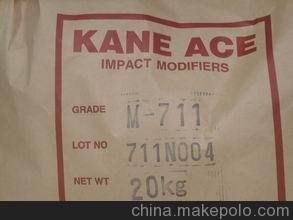 KANE ACE
IMPACT MODIFIERS
GRADE M-711
LOT NO 711N004
NET WT 20kg
china.makepolo.com